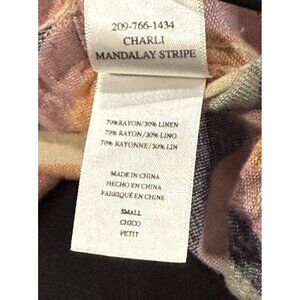 209-766-1434
CHARLI
MANDALAY STRIPE
70% RAYON/30% LINEN
70% RAYON/30% LINO
70% RAYONNE/30% LIN
MADE IN CHINA
HECHO EN CHINA
FABRIQUÉ EN CHINE
SMALL
CHICO
PETIT